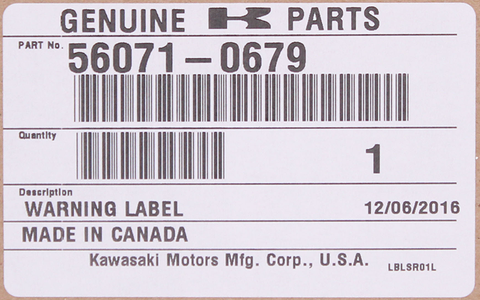 GENUINE K PARTS
PART No. 56071-0679
Quantity 1
Description
WARNING LABEL 12/06/2016
MADE IN CANADA
Kawasaki Motors Mfg. Corp., U.S.A. LBLSR01L